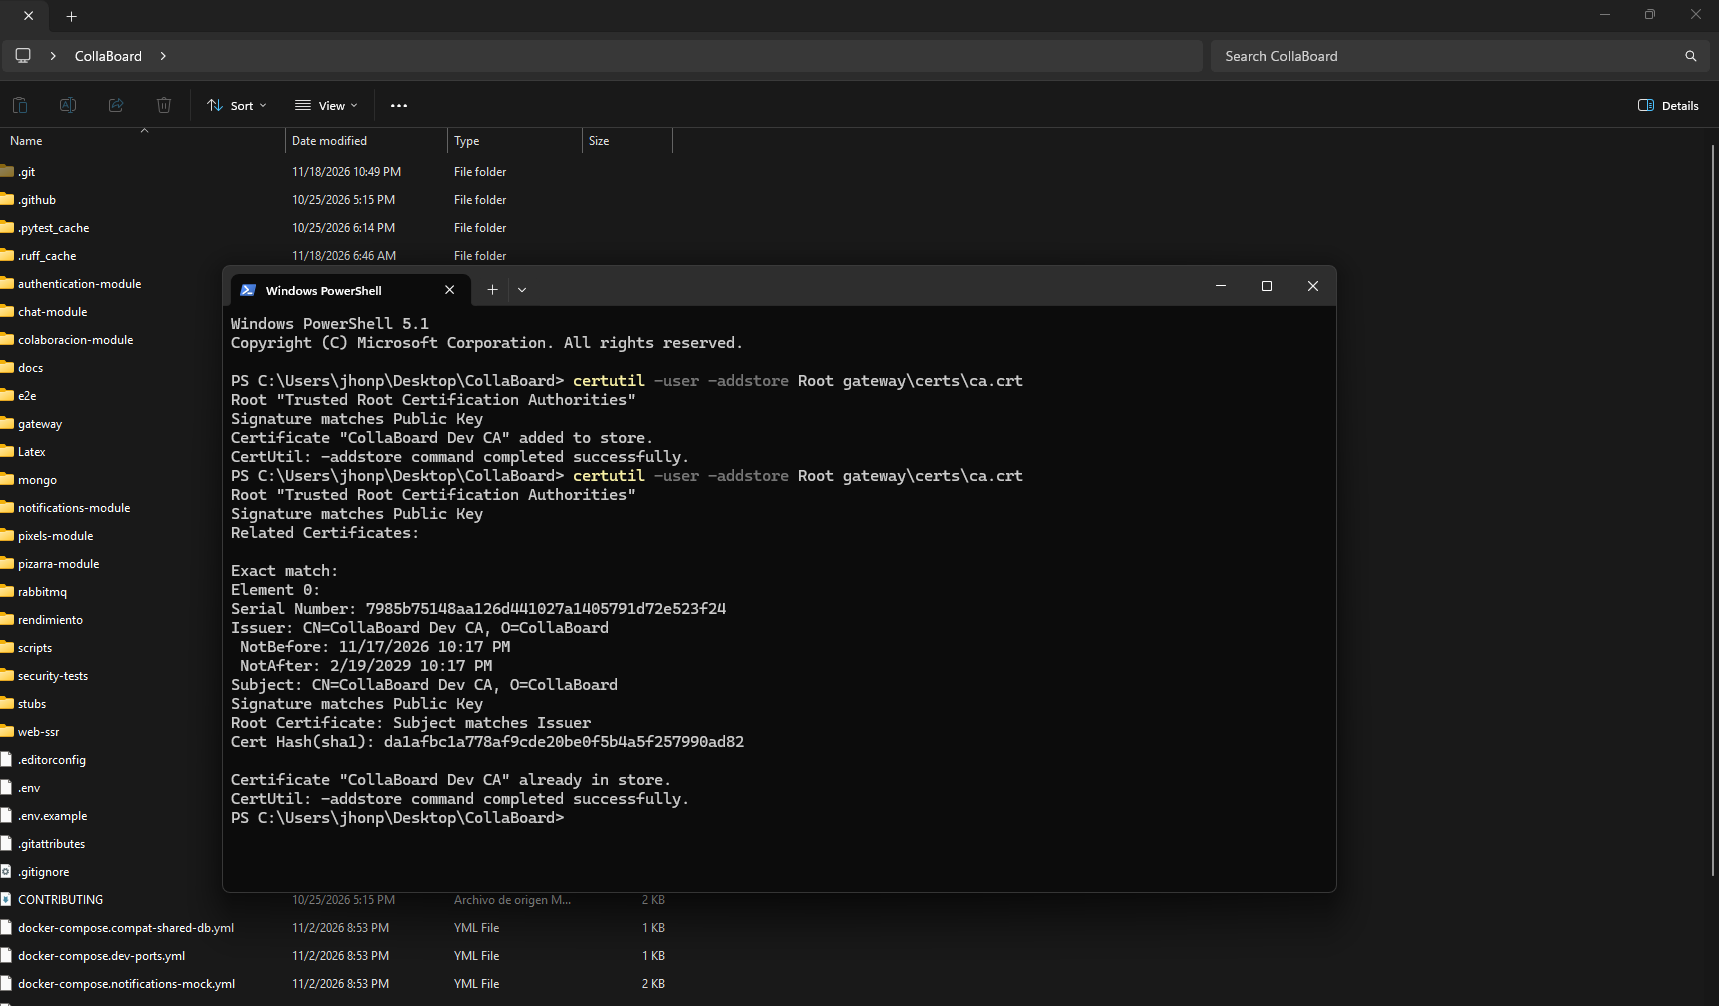 CollaBoard
Search CollaBoard
Sort
View
Details
Name
Date modified
Type
Size
.git
11/18/2026 10:49 PM
File folder
.github
10/25/2026 5:15 PM
File folder
.pytest_cache
10/25/2026 6:14 PM
File folder
.ruff_cache
11/18/2026 6:46 AM
File folder
authentication-module
chat-module
colaboracion-module
docs
e2e
gateway
Latex
mongo
notifications-module
pixels-module
pizarra-module
rabbitmq
rendimiento
scripts
security-tests
stubs
web-ssr
.editorconfig
.env
.env.example
.gitattributes
.gitignore
CONTRIBUTING
10/25/2026 5:15 PM
Archivo de origen M...
2 KB
docker-compose.compat-shared-db.yml
11/2/2026 8:53 PM
YML File
1 KB
docker-compose.dev-ports.yml
11/2/2026 8:53 PM
YML File
1 KB
docker-compose.notifications-mock.yml
11/2/2026 8:53 PM
YML File
2 KB
Windows PowerShell
Windows PowerShell 5.1
Copyright (C) Microsoft Corporation. All rights reserved.
PS C:\Users\jhonp\Desktop\CollaBoard> certutil -user -addstore Root gateway\certs\ca.crt
Root "Trusted Root Certification Authorities"
Signature matches Public Key
Certificate "CollaBoard Dev CA" added to store.
CertUtil: -addstore command completed successfully.
PS C:\Users\jhonp\Desktop\CollaBoard> certutil -user -addstore Root gateway\certs\ca.crt
Root "Trusted Root Certification Authorities"
Signature matches Public Key
Related Certificates:
Exact match:
Element 0:
Serial Number: 7985b75148aa126d441027a1405791d72e523f24
Issuer: CN=CollaBoard Dev CA, O=CollaBoard
NotBefore: 11/17/2026 10:17 PM
NotAfter: 2/19/2029 10:17 PM
Subject: CN=CollaBoard Dev CA, O=CollaBoard
Signature matches Public Key
Root Certificate: Subject matches Issuer
Cert Hash(sha1): da1afbc1a778af9cde20be0f5b4a5f257990ad82
Certificate "CollaBoard Dev CA" already in store.
CertUtil: -addstore command completed successfully.
PS C:\Users\jhonp\Desktop\CollaBoard>